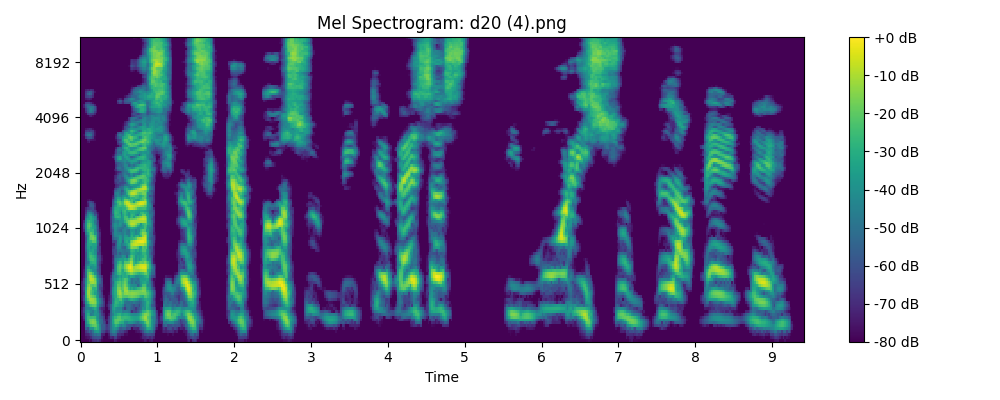 Mel Spectrogram: d20 (4).png
Hz
8192
4096
2048
1024
512
0
0 1 2 3 4 5 6 7 8 9
Time
+0 dB
-10 dB
-20 dB
-30 dB
-40 dB
-50 dB
-60 dB
-70 dB
-80 dB